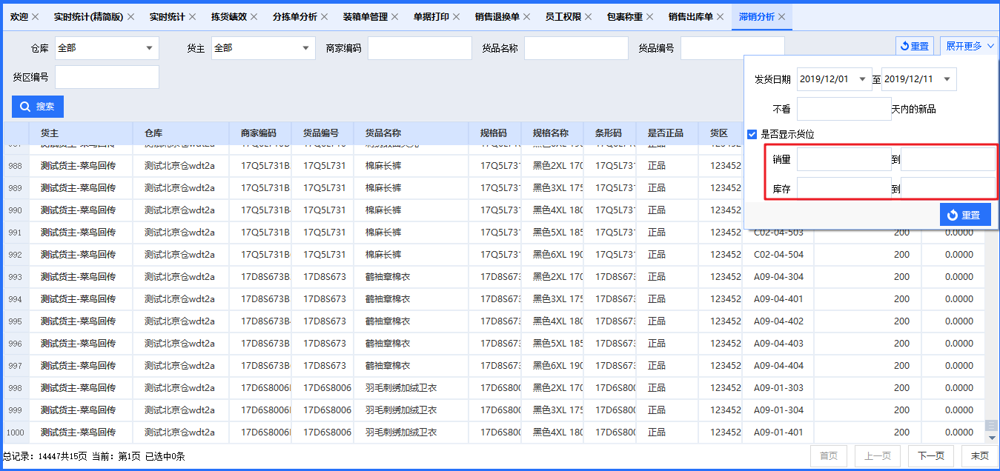 欢迎 实时统计(精简版) 实时统计 拣货绩效 分拣单分析 装箱单管理 单据打印 销售退换单 员工权限 包裹称重 销售出库单 滞销分析
仓库 全部 货主 全部 商家编码 货品名称 货品编号 重置 展开更多
货区编号
搜索
发货日期 2019/12/01 至 2019/12/11
不看 天内的新品
是否显示货位
销量 到
库存 到
重置
货主 仓库 商家编码 货品编号 货品名称 规格码 规格名称 条形码 是否正品 货区
988 测试货主-菜鸟回传 测试北京仓wdt2a 17Q5L731B 17Q5L731 棉麻长裤 17Q5L73 黑色2XL 170 17Q5L73 正品 123452
989 测试货主-菜鸟回传 测试北京仓wdt2a 17Q5L731B 17Q5L731 棉麻长裤 17Q5L73 黑色3XL 175 17Q5L73 正品 123452
990 测试货主-菜鸟回传 测试北京仓wdt2a 17Q5L731B 17Q5L731 棉麻长裤 17Q5L73 黑色4XL 180 17Q5L73 正品 123452
991 测试货主-菜鸟回传 测试北京仓wdt2a 17Q5L731B 17Q5L731 棉麻长裤 17Q5L73 黑色5XL 185 17Q5L73 正品 123452 C02-04-503 200 0.0000
992 测试货主-菜鸟回传 测试北京仓wdt2a 17Q5L731B 17Q5L731 棉麻长裤 17Q5L73 黑色6XL 190 17Q5L73 正品 123452 C02-04-504 200 0.0000
993 测试货主-菜鸟回传 测试北京仓wdt2a 17D8S673B 17D8S673 鹤袖章棉衣 17D8S67 黑色2XL 170 17D8S67 正品 123452 A09-04-304 200 0.0000
994 测试货主-菜鸟回传 测试北京仓wdt2a 17D8S673B 17D8S673 鹤袖章棉衣 17D8S67 黑色3XL 175 17D8S67 正品 123452 A09-04-401 200 0.0000
995 测试货主-菜鸟回传 测试北京仓wdt2a 17D8S673B 17D8S673 鹤袖章棉衣 17D8S67 黑色4XL 180 17D8S67 正品 123452 A09-04-402 200 0.0000
996 测试货主-菜鸟回传 测试北京仓wdt2a 17D8S673B 17D8S673 鹤袖章棉衣 17D8S67 黑色5XL 185 17D8S67 正品 123452 A09-04-403 200 0.0000
997 测试货主-菜鸟回传 测试北京仓wdt2a 17D8S673B 17D8S673 鹤袖章棉衣 17D8S67 黑色6XL 190 17D8S67 正品 123452 A09-04-404 200 0.0000
998 测试货主-菜鸟回传 测试北京仓wdt2a 17D6S8006 17D6S8006 羽毛刺绣加绒卫衣 17D6S800 黑色2XL 170 17D6S800 正品 123452 A09-01-303 200 0.0000
999 测试货主-菜鸟回传 测试北京仓wdt2a 17D6S8006 17D6S8006 羽毛刺绣加绒卫衣 17D6S800 黑色3XL 175 17D6S800 正品 123452 A09-01-304 200 0.0000
1000 测试货主-菜鸟回传 测试北京仓wdt2a 17D6S8006 17D6S8006 羽毛刺绣加绒卫衣 17D6S800 黑色4XL 180 17D6S800 正品 123452 A09-01-401 200 0.0000
总记录: 14447共15页 当前: 第1页 已选中0条 首页 上一页 下一页 末页